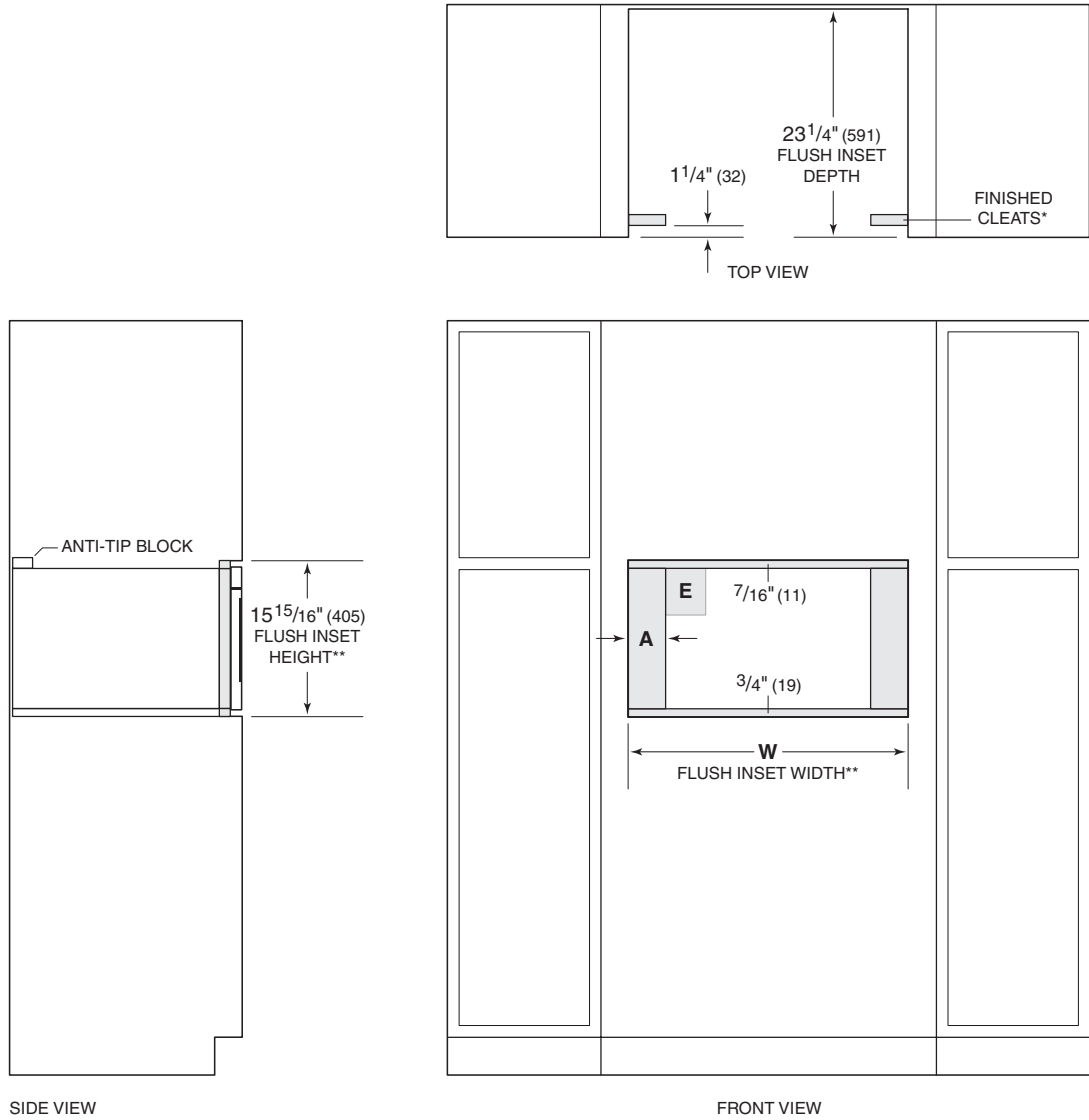 23 1/4" (591)
FLUSH INSET
DEPTH
1 1/4" (32)
FINISHED
CLEATS*
TOP VIEW
ANTI-TIP BLOCK
15 15/16" (405)
FLUSH INSET
HEIGHT**
E
7/16" (11)
A
3/4" (19)
W
FLUSH INSET WIDTH**
SIDE VIEW
FRONT VIEW